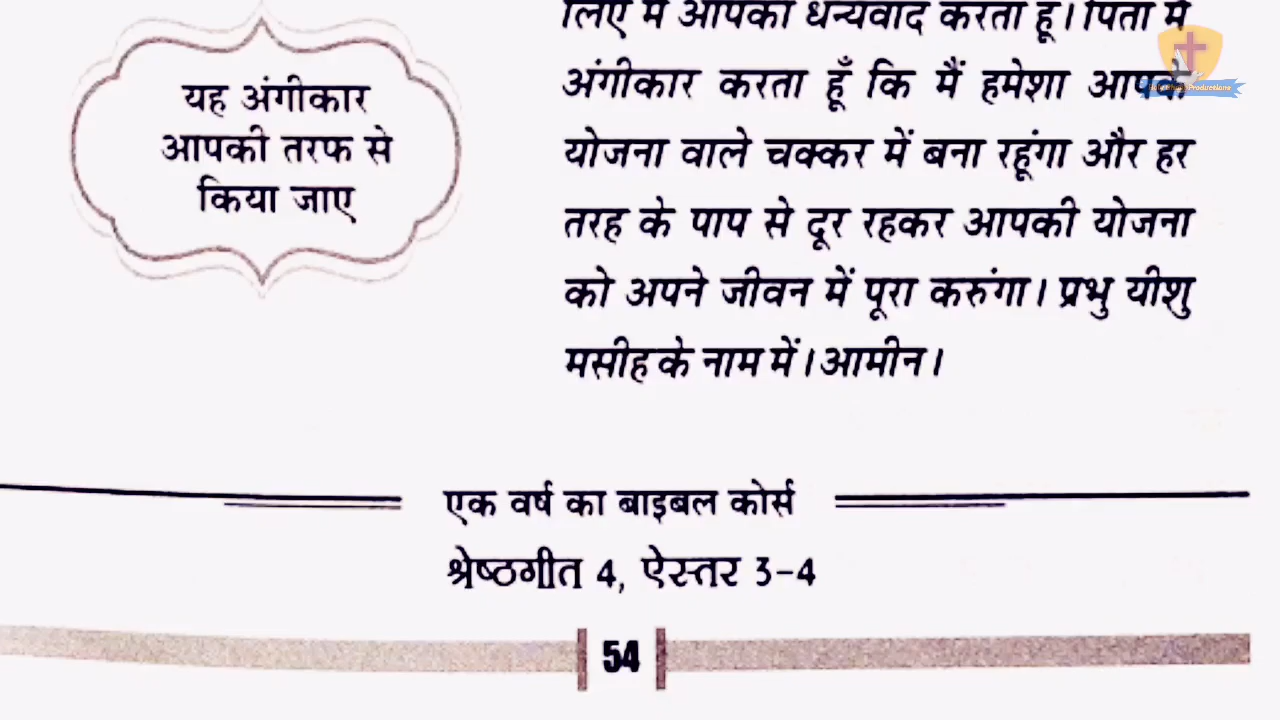 यह अंगीकार
आपकी तरफ से
किया जाए
लिए मैं आपका धन्यवाद करता हूँ। पिता मैं
अंगीकार करता हूँ कि मैं हमेशा आपके
योजना वाले चक्कर में बना रहूंगा और हर
तरह के पाप से दूर रहकर आपकी योजना
को अपने जीवन में पूरा करुंगा। प्रभु यीशु
मसीह के नाम में। आमीन।
एक वर्ष का बाइबल कोर्स
श्रेष्ठगीत 4, ऐस्तर 3-4
54
Productions